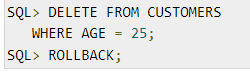 SQL> DELETE FROM CUSTOMERS
WHERE AGE = 25;
SQL> ROLLBACK;